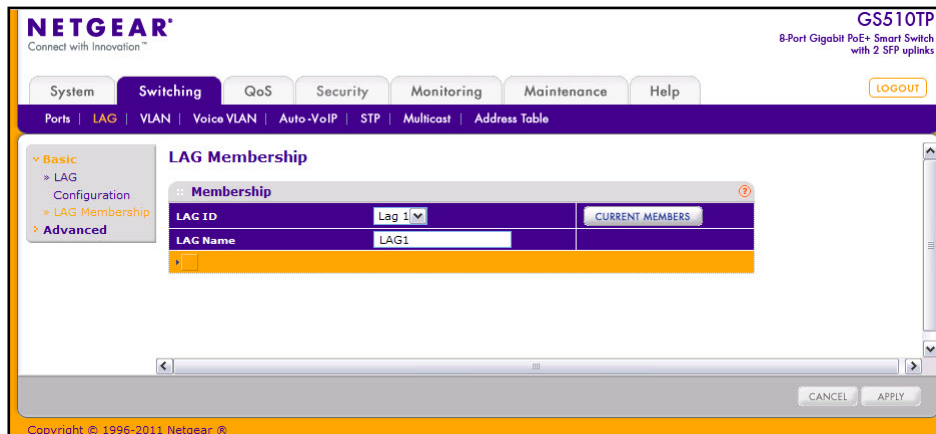 NETGEAR®
Connect with Innovation™
GS510TP
8-Port Gigabit PoE+ Smart Switch
with 2 SFP uplinks
System Switching QoS Security Monitoring Maintenance Help LOGOUT
Ports | LAG | VLAN | Voice VLAN | Auto-VoIP | STP | Multicast | Address Table
Basic
» LAG
Configuration
» LAG Membership
Advanced
LAG Membership
:: Membership ?
LAG ID Lag 1 CURRENT MEMBERS
LAG Name LAG1
CANCEL APPLY
Copyright © 1996-2011 Netgear ®